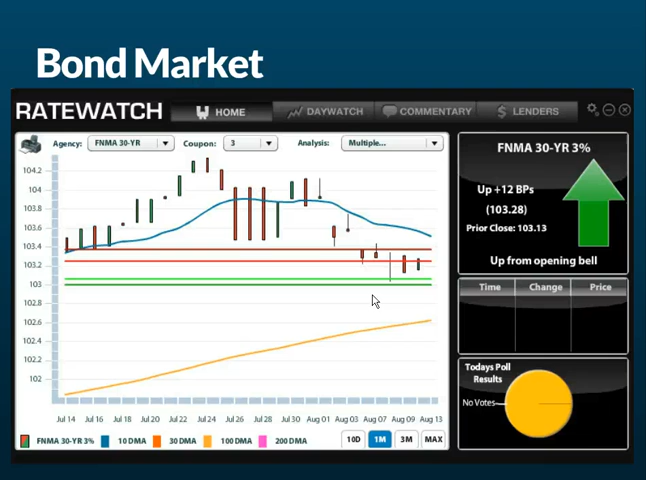 Bond Market
RATEWATCH
HOME
DAYWATCH
COMMENTARY
$ LENDERS
Agency: FNMA 30-YR
Coupon: 3
Analysis: Multiple...
104.2
104
103.8
103.6
103.4
103.2
103
102.8
102.6
102.4
102.2
102
Jul 14 Jul 16 Jul 18 Jul 20 Jul 22 Jul 24 Jul 26 Jul 28 Jul 30 Aug 01 Aug 03 Aug 07 Aug 09 Aug 13
FNMA 30-YR 3% 10 DMA 30 DMA 100 DMA 200 DMA
10D 1M 3M MAX
FNMA 30-YR 3%
Up +12 BPs
(103.28)
Prior Close: 103.13
Up from opening bell
Time Change Price
Todays Poll
Results
No Votes